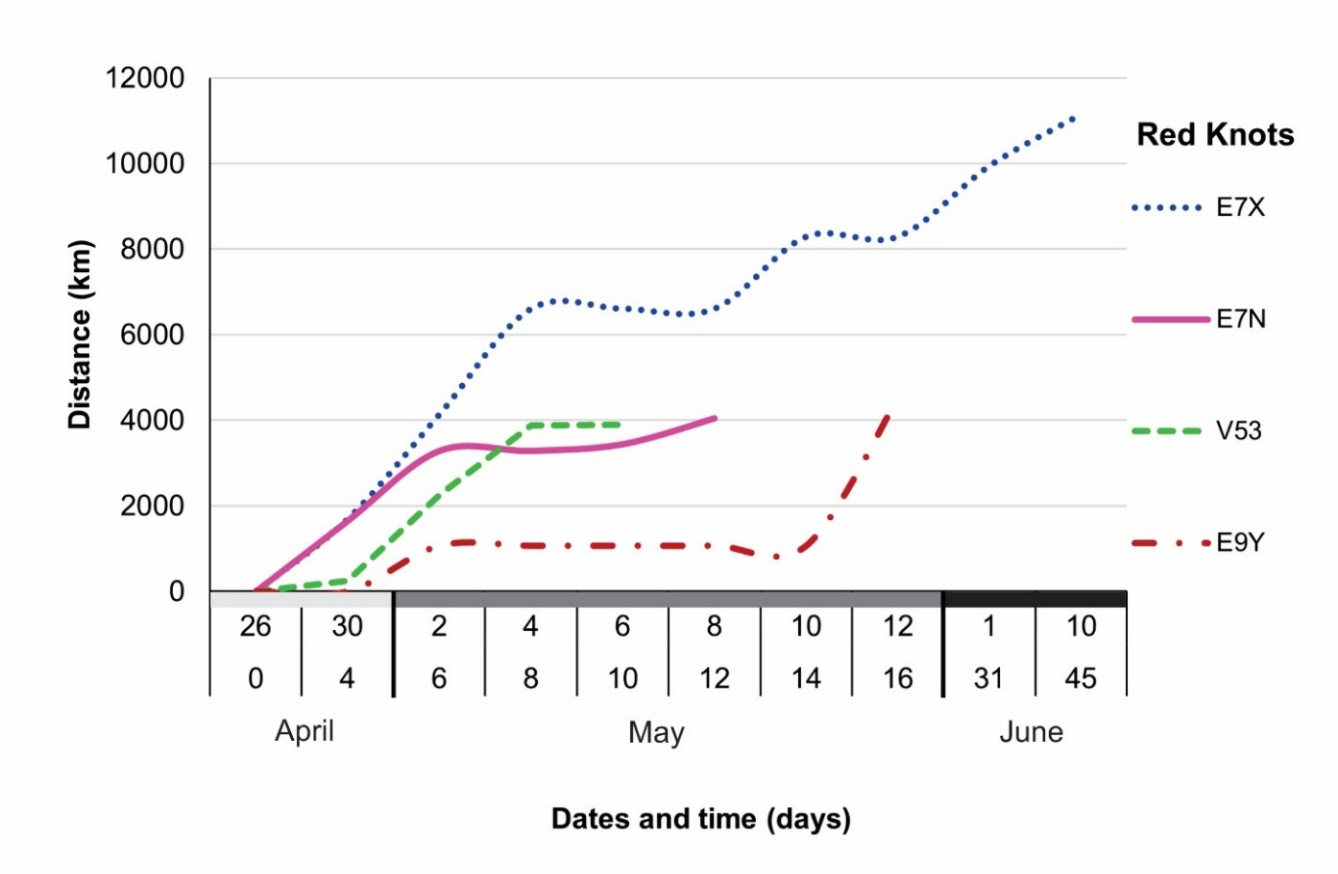 12000
10000
8000
6000
4000
2000
0
Distance (km)
Red Knots
E7X
E7N
V53
E9Y
26 30 2 4 6 8 10 12 1 10
0 4 6 8 10 12 14 16 31 45
April May June
Dates and time (days)